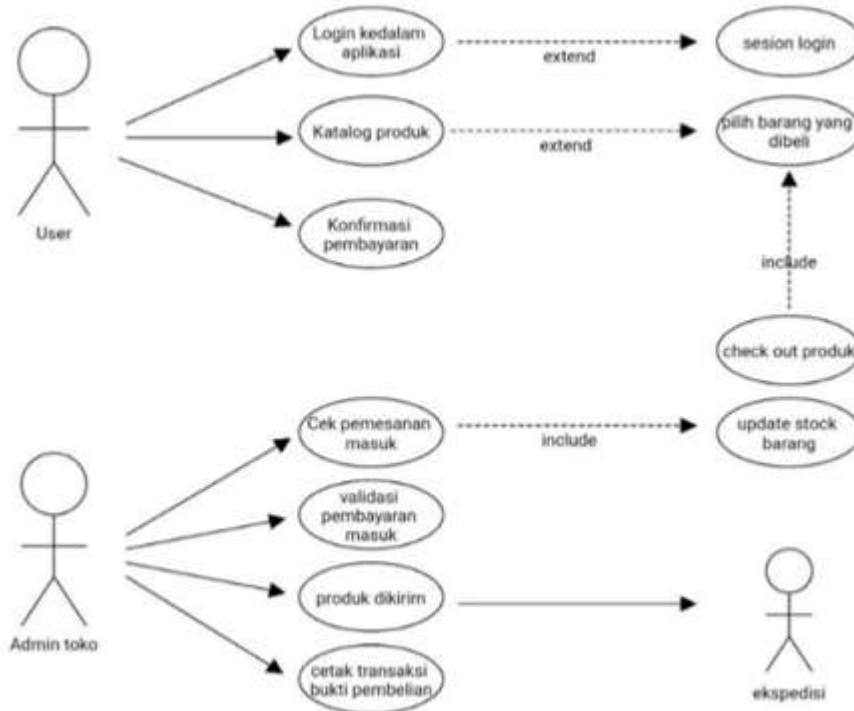 Login kedalam
aplikasi
extend
sesion login
Katalog produk
extend
pilih barang yang
dibeli
User
Konfirmasi
pembayaran
include
check out produk
Cek pemesanan
masuk
include
update stock
barang
validasi
pembayaran
masuk
Admin toko
produk dikirim
cetak transaksi
bukti pembelian
ekspedisi